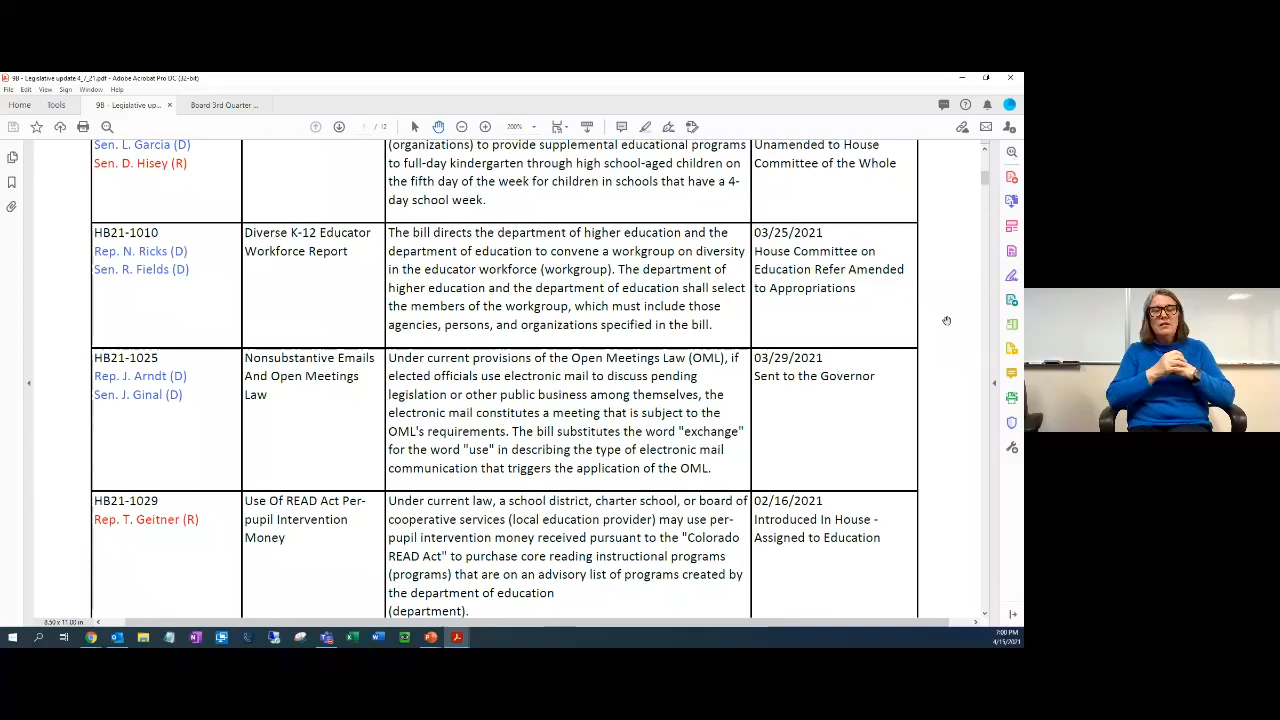 9B - Legislative update 4_7_21.pdf - Adobe Acrobat Pro DC (32-bit)
File Edit View Sign Window Help
Home Tools 9B - Legislative up... × Board 3rd Quarter ...
/ 12 200%
Sen. L. Garcia (D)
Sen. D. Hisey (R)
(organizations) to provide supplemental educational programs
to full-day kindergarten through high school-aged children on
the fifth day of the week for children in schools that have a 4-
day school week.
Unamended to House
Committee of the Whole
HB21-1010
Rep. N. Ricks (D)
Sen. R. Fields (D)
Diverse K-12 Educator
Workforce Report
The bill directs the department of higher education and the
department of education to convene a workgroup on diversity
in the educator workforce (workgroup). The department of
higher education and the department of education shall select
the members of the workgroup, which must include those
agencies, persons, and organizations specified in the bill.
03/25/2021
House Committee on
Education Refer Amended
to Appropriations
HB21-1025
Rep. J. Arndt (D)
Sen. J. Ginal (D)
Nonsubstantive Emails
And Open Meetings
Law
Under current provisions of the Open Meetings Law (OML), if
elected officials use electronic mail to discuss pending
legislation or other public business among themselves, the
electronic mail constitutes a meeting that is subject to the
OML's requirements. The bill substitutes the word "exchange"
for the word "use" in describing the type of electronic mail
communication that triggers the application of the OML.
03/29/2021
Sent to the Governor
HB21-1029
Rep. T. Geitner (R)
Use Of READ Act Per-
pupil Intervention
Money
Under current law, a school district, charter school, or board of
cooperative services (local education provider) may use per-
pupil intervention money received pursuant to the "Colorado
READ Act" to purchase core reading instructional programs
(programs) that are on an advisory list of programs created by
the department of education
(department).
02/16/2021
Introduced In House -
Assigned to Education
8.50 x 11.00 in
7:00 PM
4/15/2021